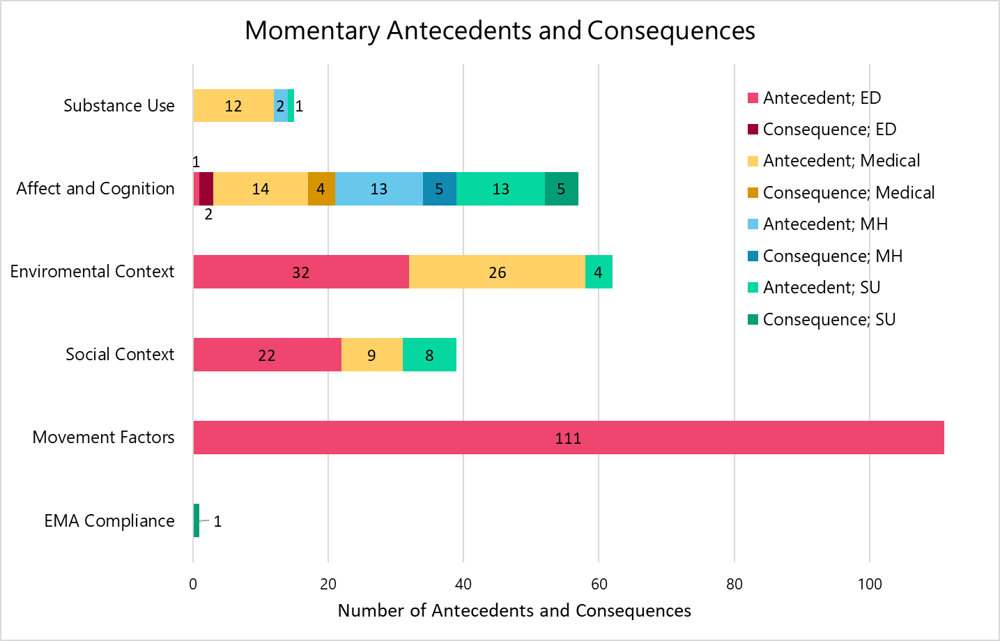 Momentary Antecedents and Consequences
Substance Use
12
2
1
Affect and Cognition
1
2
14
4
13
5
13
5
Enviromental Context
32
26
4
Social Context
22
9
8
Movement Factors
111
EMA Compliance
1
0
20
40
60
80
100
Number of Antecedents and Consequences
Antecedent; ED
Consequence; ED
Antecedent; Medical
Consequence; Medical
Antecedent; MH
Consequence; MH
Antecedent; SU
Consequence; SU